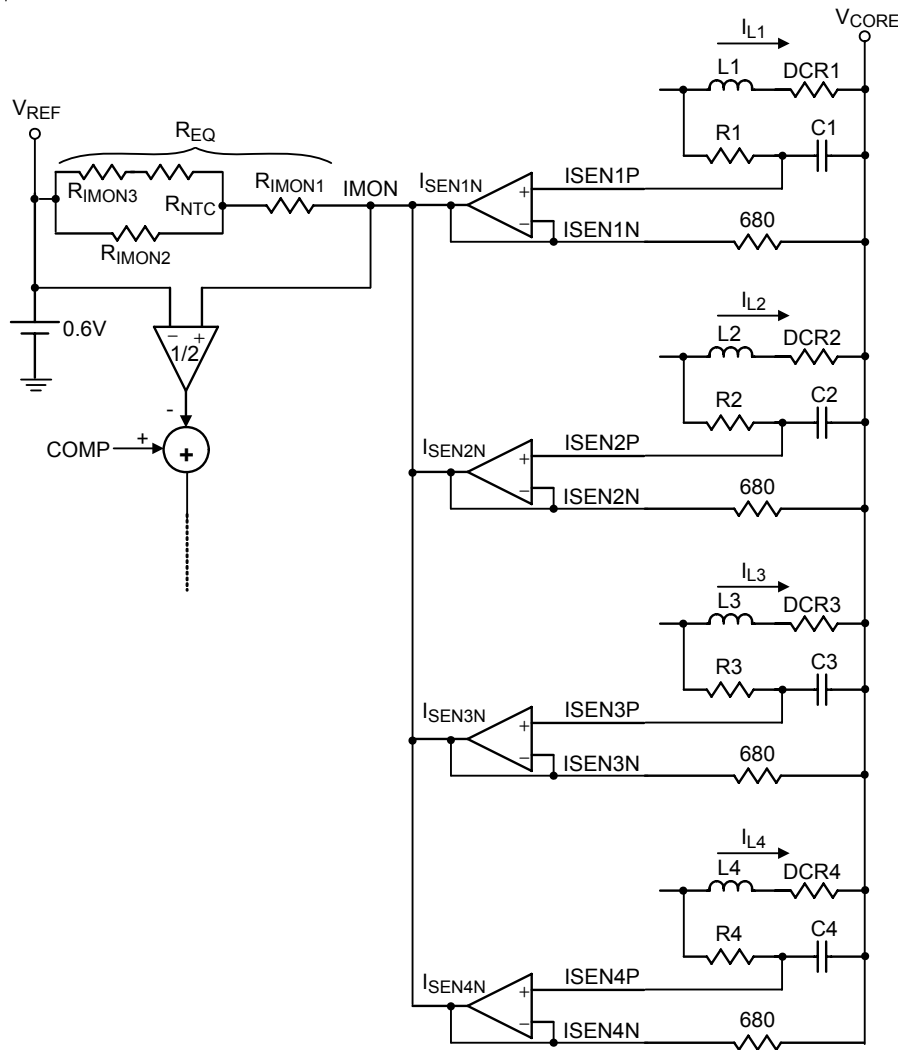 V_CORE
I_L1
L1 DCR1
R1 C1
V_REF
R_EQ
R_IMON3 R_NTC R_IMON1 IMON
R_IMON2
I_SEN1N + ISEN1P
− ISEN1N 680
0.6V
− +
1/2
-
COMP + +
I_L2
L2 DCR2
R2 C2
I_SEN2N + ISEN2P
− ISEN2N 680
I_L3
L3 DCR3
R3 C3
I_SEN3N + ISEN3P
− ISEN3N 680
I_L4
L4 DCR4
R4 C4
I_SEN4N + ISEN4P
− ISEN4N 680